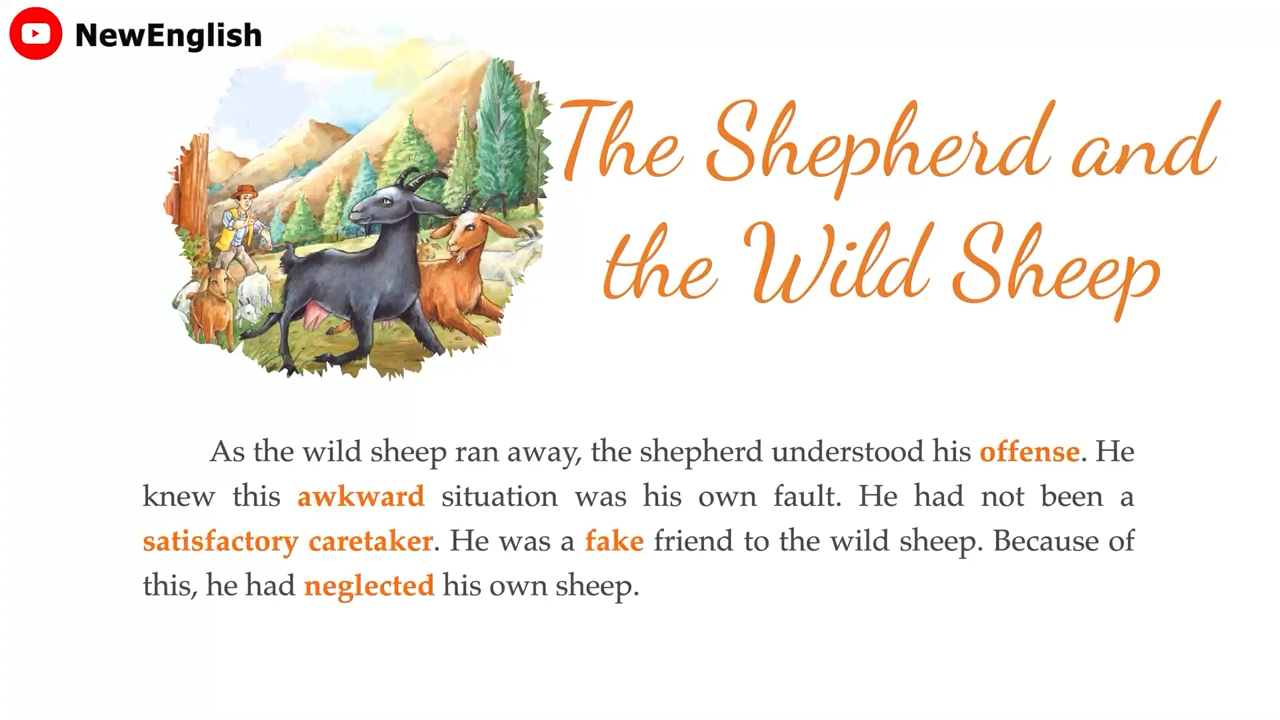 NewEnglish
The Shepherd and
the Wild Sheep
As the wild sheep ran away, the shepherd understood his offense. He
knew this awkward situation was his own fault. He had not been a
satisfactory caretaker. He was a fake friend to the wild sheep. Because of
this, he had neglected his own sheep.